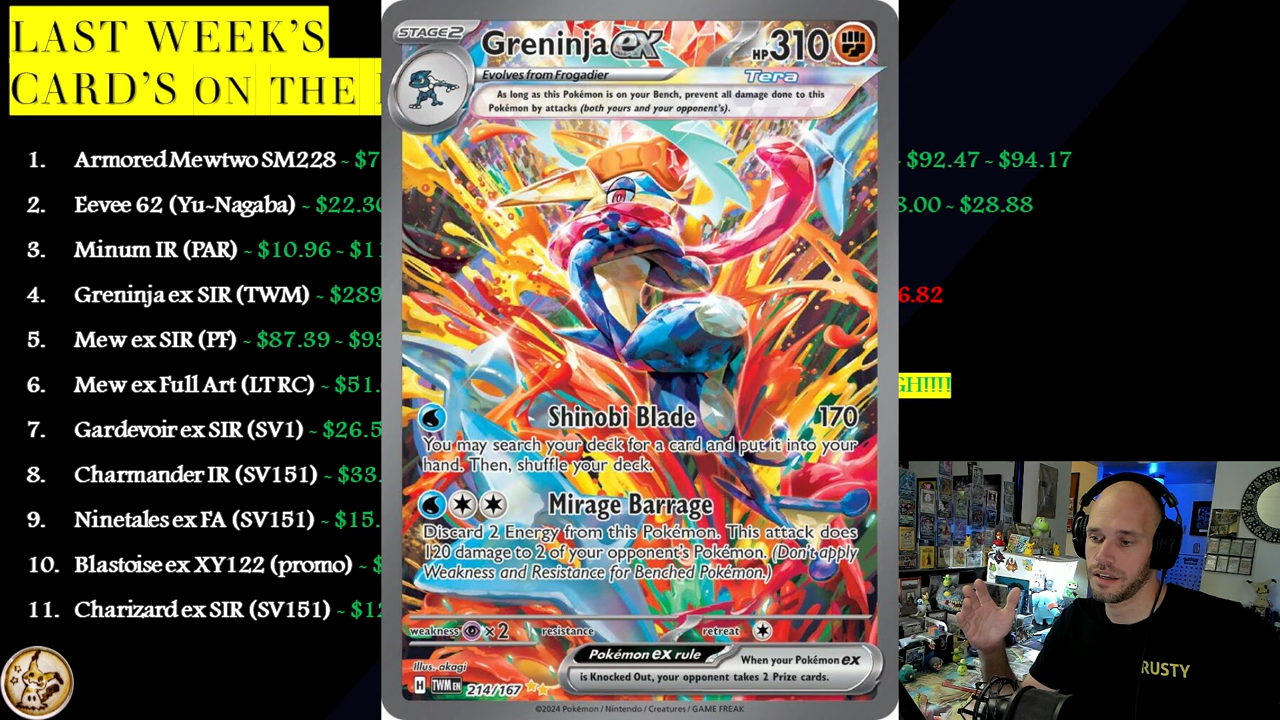 LAST WEEK'S
CARD'S ON THE
1. Armored Mewtwo SM228 ~ $7
~ $92.47 ~ $94.17
2. Eevee 62 (Yu~Nagaba) ~ $22.30
8.00 ~ $28.88
3. Minum IR (PAR) ~ $10.96 ~ $11
4. Greninja ex SIR (TWM) ~ $289
6.82
5. Mew ex SIR (PF) ~ $87.39 ~ $93
6. Mew ex Full Art (LTRC) ~ $51.
GH!!!!
7. Gardevoir ex SIR (SV1) ~ $26.5
8. Charmander IR (SV151) ~ $33.
9. Ninetales ex FA (SV151) ~ $15.
10. Blastoise ex XY122 (promo) ~ $
11. Charizard ex SIR (SV151) ~ $12
STAGE2
Greninja ex
HP 310
Evolves from Frogadier
Tera
As long as this Pokémon is on your Bench, prevent all damage done to this
Pokémon by attacks (both yours and your opponent's).
Shinobi Blade 170
You may search your deck for a card and put it into your
hand. Then, shuffle your deck.
Mirage Barrage
Discard 2 Energy from this Pokémon. This attack does
120 damage to 2 of your opponent's Pokémon. (Don't apply
Weakness and Resistance for Benched Pokémon.)
weakness ×2 resistance retreat
Illus. akagi
Pokémon ex rule
When your Pokémon ex
is Knocked Out, your opponent takes 2 Prize cards.
H TWM EN 214/167
©2024 Pokémon / Nintendo / Creatures / GAME FREAK
RUSTY